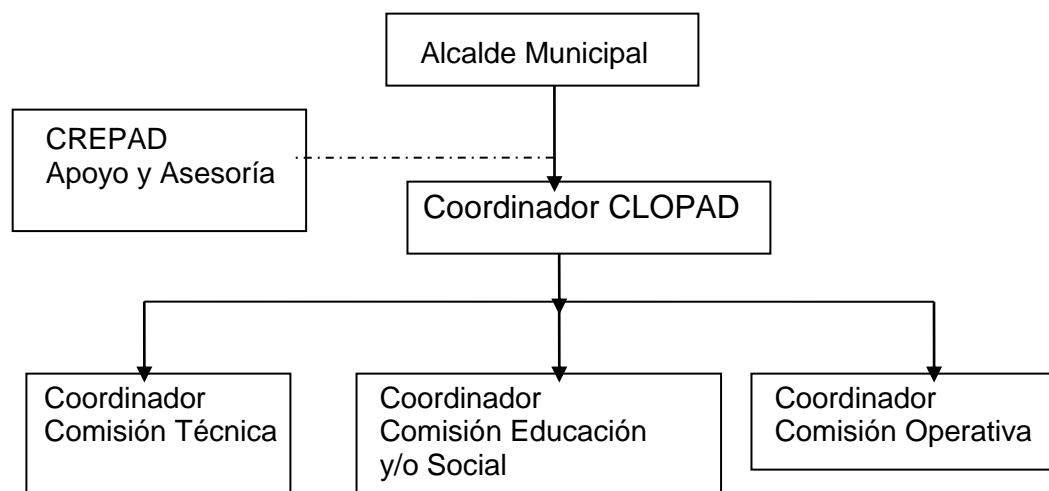 Alcalde Municipal
CREPAD
Apoyo y Asesoría
Coordinador CLOPAD
Coordinador
Comisión Técnica
Coordinador
Comisión Educación
y/o Social
Coordinador
Comisión Operativa